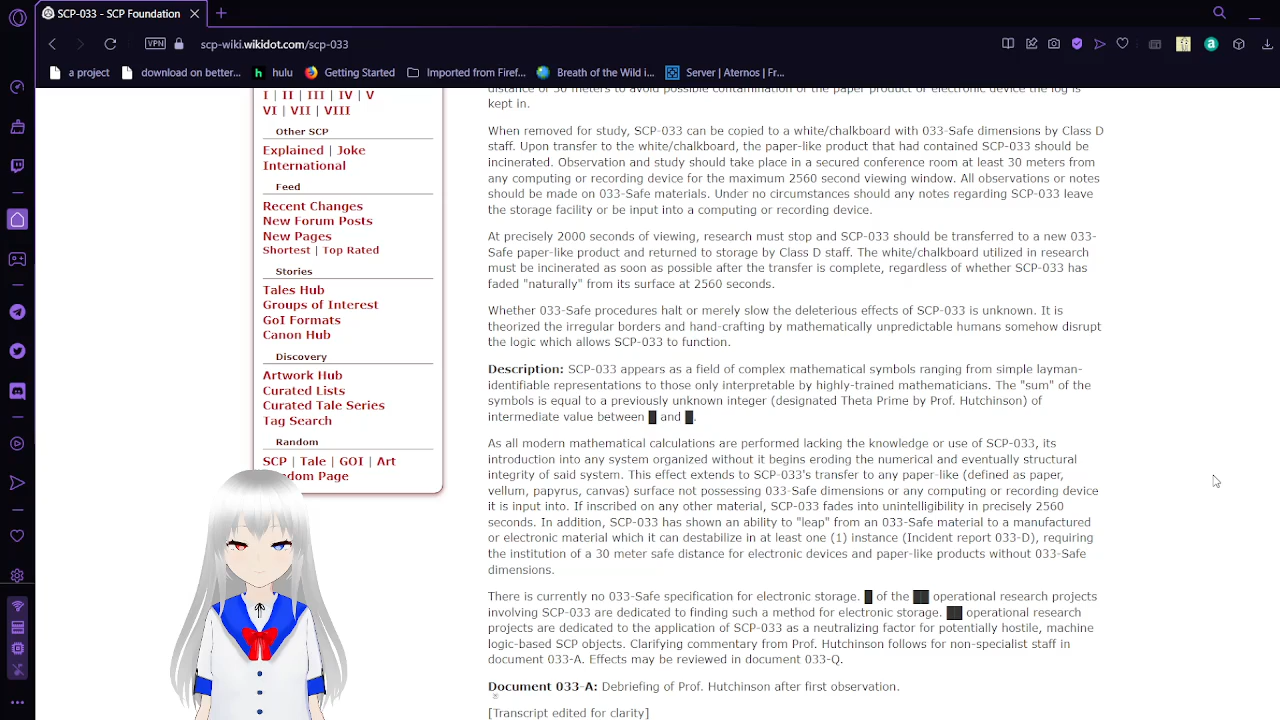 SCP-033 - SCP Foundation
VPN
scp-wiki.wikidot.com/scp-033
a project
download on better...
hulu
Getting Started
Imported from Firef...
Breath of the Wild i...
Server | Aternos | Fr...
I | II | III | IV | V
VI | VII | VIII
Other SCP
Explained | Joke
International
Feed
Recent Changes
New Forum Posts
New Pages
Shortest | Top Rated
Stories
Tales Hub
Groups of Interest
GoI Formats
Canon Hub
Discovery
Artwork Hub
Curated Lists
Curated Tale Series
Tag Search
Random
SCP | Tale | GOI | Art
ndom Page
distance of 30 meters to avoid possible contamination of the paper product or electronic device the log is
kept in.
When removed for study, SCP-033 can be copied to a white/chalkboard with 033-Safe dimensions by Class D
staff. Upon transfer to the white/chalkboard, the paper-like product that had contained SCP-033 should be
incinerated. Observation and study should take place in a secured conference room at least 30 meters from
any computing or recording device for the maximum 2560 second viewing window. All observations or notes
should be made on 033-Safe materials. Under no circumstances should any notes regarding SCP-033 leave
the storage facility or be input into a computing or recording device.
At precisely 2000 seconds of viewing, research must stop and SCP-033 should be transferred to a new 033-
Safe paper-like product and returned to storage by Class D staff. The white/chalkboard utilized in research
must be incinerated as soon as possible after the transfer is complete, regardless of whether SCP-033 has
faded "naturally" from its surface at 2560 seconds.
Whether 033-Safe procedures halt or merely slow the deleterious effects of SCP-033 is unknown. It is
theorized the irregular borders and hand-crafting by mathematically unpredictable humans somehow disrupt
the logic which allows SCP-033 to function.
Description: SCP-033 appears as a field of complex mathematical symbols ranging from simple layman-
identifiable representations to those only interpretable by highly-trained mathematicians. The "sum" of the
symbols is equal to a previously unknown integer (designated Theta Prime by Prof. Hutchinson) of
intermediate value between █ and █.
As all modern mathematical calculations are performed lacking the knowledge or use of SCP-033, its
introduction into any system organized without it begins eroding the numerical and eventually structural
integrity of said system. This effect extends to SCP-033's transfer to any paper-like (defined as paper,
vellum, papyrus, canvas) surface not possessing 033-Safe dimensions or any computing or recording device
it is input into. If inscribed on any other material, SCP-033 fades into unintelligibility in precisely 2560
seconds. In addition, SCP-033 has shown an ability to "leap" from an 033-Safe material to a manufactured
or electronic material which it can destabilize in at least one (1) instance (Incident report 033-D), requiring
the institution of a 30 meter safe distance for electronic devices and paper-like products without 033-Safe
dimensions.
There is currently no 033-Safe specification for electronic storage. █ of the ██ operational research projects
involving SCP-033 are dedicated to finding such a method for electronic storage. ██ operational research
projects are dedicated to the application of SCP-033 as a neutralizing factor for potentially hostile, machine
logic-based SCP objects. Clarifying commentary from Prof. Hutchinson follows for non-specialist staff in
document 033-A. Effects may be reviewed in document 033-Q.
Document 033-A: Debriefing of Prof. Hutchinson after first observation.
[Transcript edited for clarity]